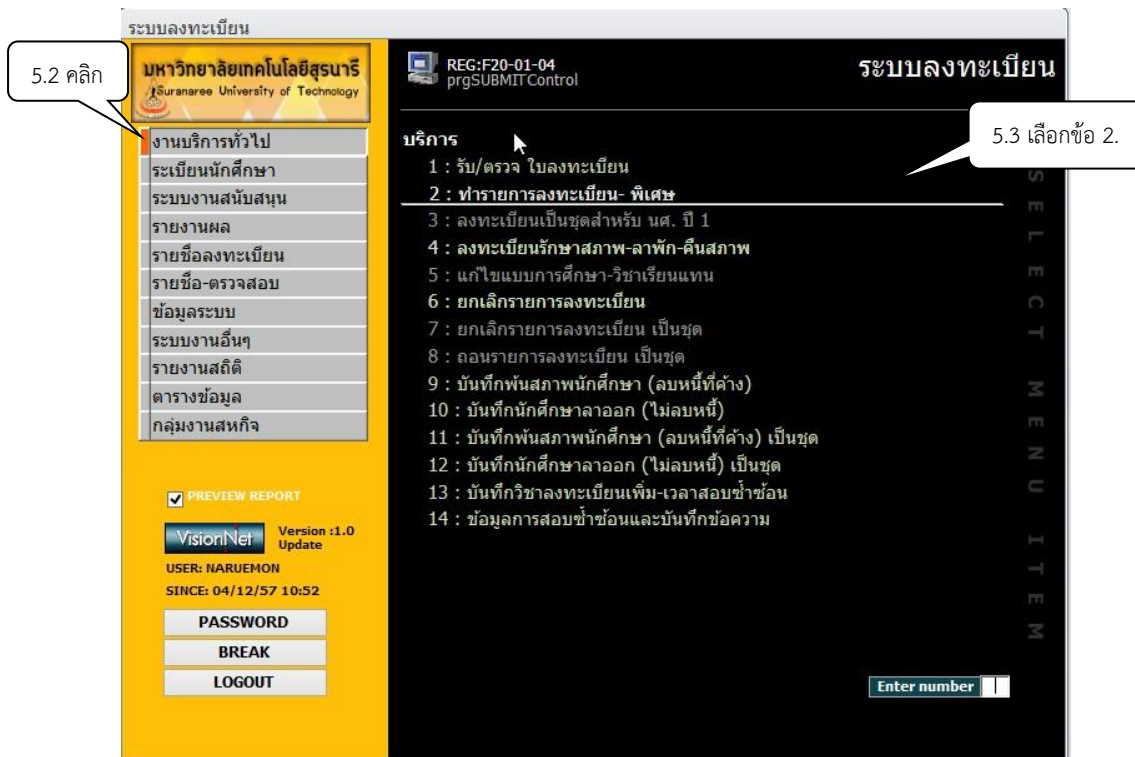 ระบบลงทะเบียน
5.2 คลิก
มหาวิทยาลัยเทคโนโลยีสุรนารี
Suranaree University of Technology
งานบริการทั่วไป
ระเบียนนักศึกษา
ระบบงานสนับสนุน
รายงานผล
รายชื่อลงทะเบียน
รายชื่อ-ตรวจสอบ
ข้อมูลระบบ
ระบบงานอื่นๆ
รายงานสถิติ
ตารางข้อมูล
กลุ่มงานสหกิจ
PREVIEW REPORT
VisionNet
Version :1.0
Update
USER: NARUEMON
SINCE: 04/12/57 10:52
PASSWORD
BREAK
LOGOUT
REG:F20-01-04
prgSUBMITControl
ระบบลงทะเบียน
5.3 เลือกข้อ 2.
บริการ
1 : รับ/ตรวจ ใบลงทะเบียน
2 : ทำรายการลงทะเบียน- พิเศษ
3 : ลงทะเบียนเป็นชุดสำหรับ นศ. ปี 1
4 : ลงทะเบียนรักษาสภาพ-ลาพัก-คืนสภาพ
5 : แก้ไขแบบการศึกษา-วิชาเรียนแทน
6 : ยกเลิกรายการลงทะเบียน
7 : ยกเลิกรายการลงทะเบียน เป็นชุด
8 : ถอนรายการลงทะเบียน เป็นชุด
9 : บันทึกพ้นสภาพนักศึกษา (ลบหนี้ที่ค้าง)
10 : บันทึกนักศึกษาลาออก (ไม่ลบหนี้)
11 : บันทึกพ้นสภาพนักศึกษา (ลบหนี้ที่ค้าง) เป็นชุด
12 : บันทึกนักศึกษาลาออก (ไม่ลบหนี้) เป็นชุด
13 : บันทึกวิชาลงทะเบียนเพิ่ม-เวลาสอบซ้ำซ้อน
14 : ข้อมูลการสอบซ้ำซ้อนและบันทึกข้อความ
SELECT MENU ITEM
Enter number